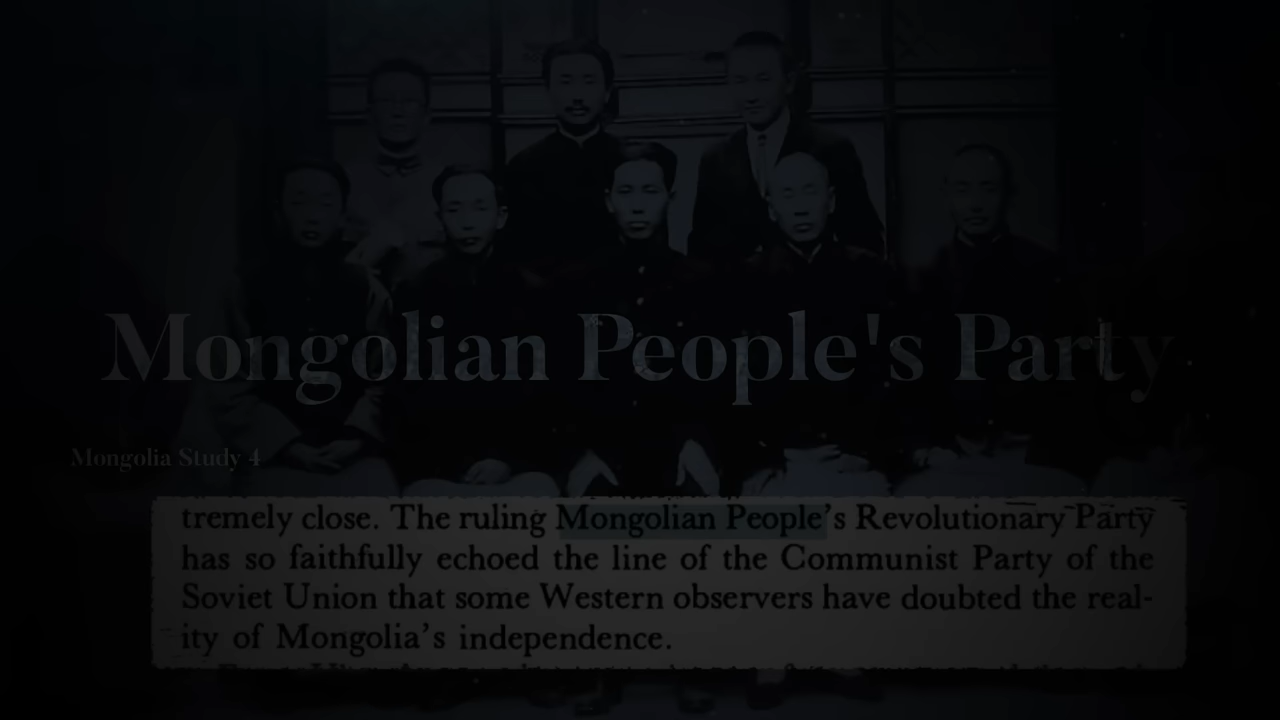 Mongolian People's Party
Mongolia Study 4
tremely close. The ruling Mongolian People's Revolutionary Party
has so faithfully echoed the line of the Communist Party of the
Soviet Union that some Western observers have doubted the real-
ity of Mongolia's independence.